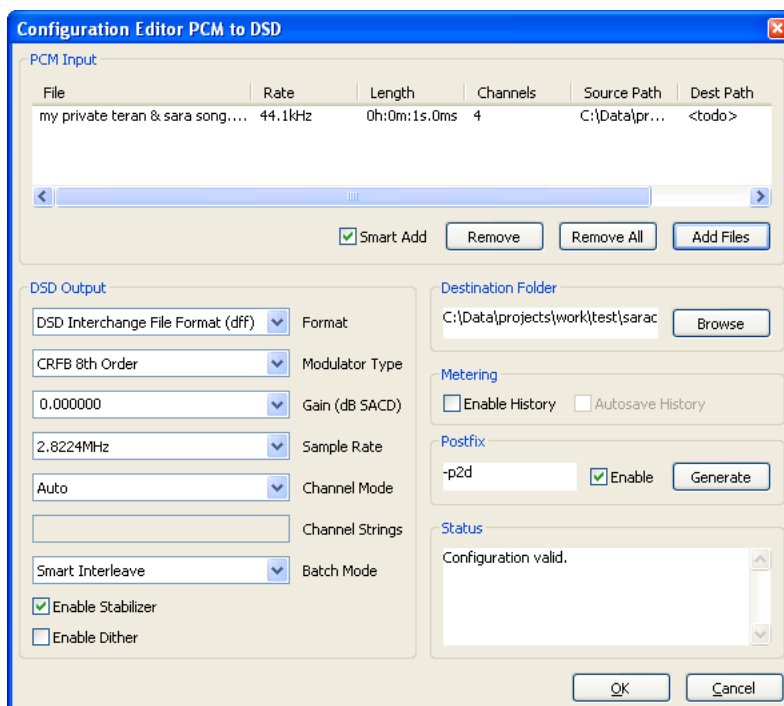 Configuration Editor PCM to DSD
PCM Input
File Rate Length Channels Source Path Dest Path
my private teran & sara song.... 44.1kHz 0h:0m:1s.0ms 4 C:\Data\pr... <todo>
Smart Add Remove Remove All Add Files
DSD Output
DSD Interchange File Format (dff) Format
CRFB 8th Order Modulator Type
0.000000 Gain (dB SACD)
2.8224MHz Sample Rate
Auto Channel Mode
Channel Strings
Smart Interleave Batch Mode
Enable Stabilizer
Enable Dither
Destination Folder
C:\Data\projects\work\test\sarac Browse
Metering
Enable History Autosave History
Postfix
-p2d Enable Generate
Status
Configuration valid.
OK Cancel